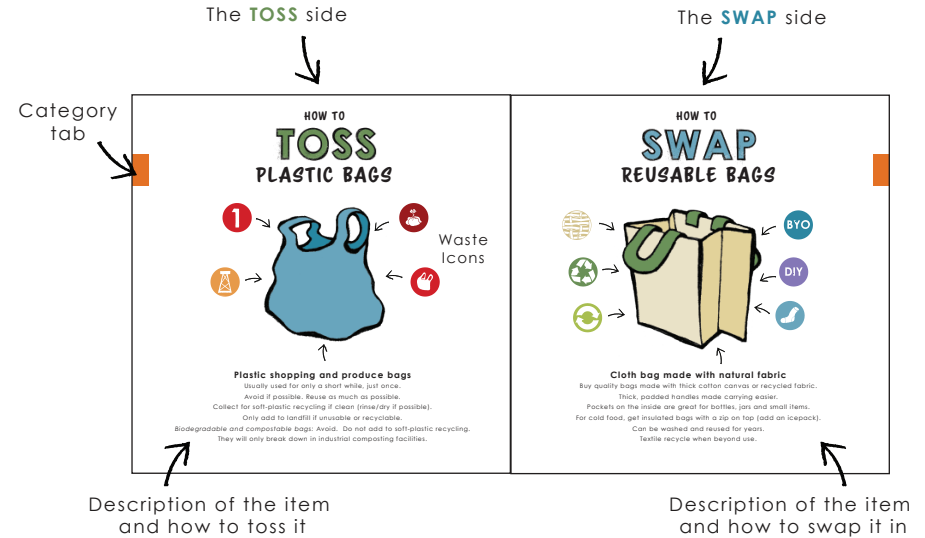 The TOSS side
The SWAP side
Category
tab
HOW TO
TOSS
PLASTIC BAGS
1
Waste
Icons
Plastic shopping and produce bags
Usually used for only a short while, just once.
Avoid if possible. Reuse as much as possible.
Collect for soft-plastic recycling if clean (rinse/dry if possible).
Only add to landfill if unusable or recyclable.
Biodegradable and compostable bags: Avoid. Do not add to soft-plastic recycling.
They will only break down in industrial composting facilities.
HOW TO
SWAP
REUSABLE BAGS
BYO
DIY
Cloth bag made with natural fabric
Buy quality bags made with thick cotton canvas or recycled fabric.
Thick, padded handles made carrying easier.
Pockets on the inside are great for bottles, jars and small items.
For cold food, get insulated bags with a zip on top (add an icepack).
Can be washed and reused for years.
Textile recycle when beyond use.
Description of the item
and how to toss it
Description of the item
and how to swap it in